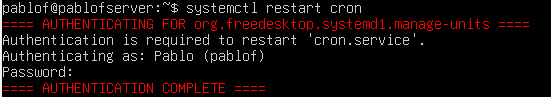 pablof@pablofserver:~$ systemctl restart cron
==== AUTHENTICATING FOR org.freedesktop.systemd1.manage-units ====
Authentication is required to restart 'cron.service'.
Authenticating as: Pablo (pablof)
Password:
==== AUTHENTICATION COMPLETE ====